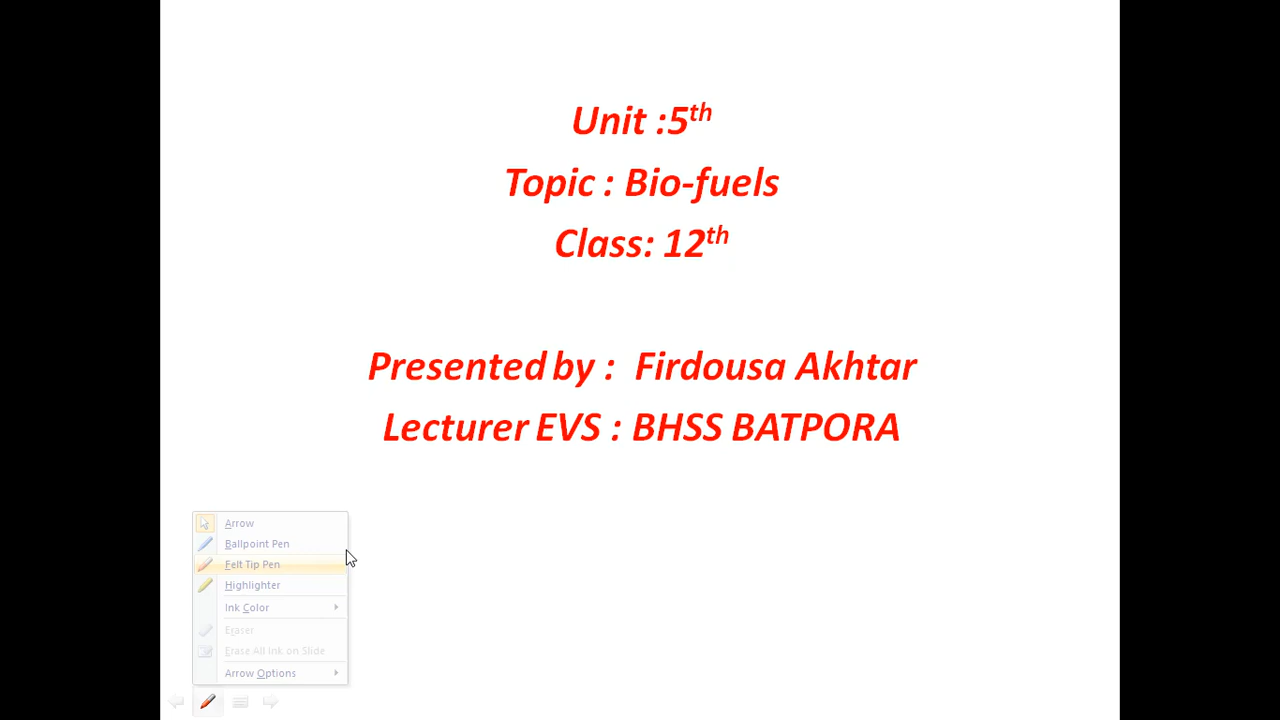 Unit :5th
Topic : Bio-fuels
Class: 12th
Presented by : Firdousa Akhtar
Lecturer EVS : BHSS BATPORA
Arrow
Ballpoint Pen
Felt Tip Pen
Highlighter
Ink Color
Eraser
Erase All Ink on Slide
Arrow Options